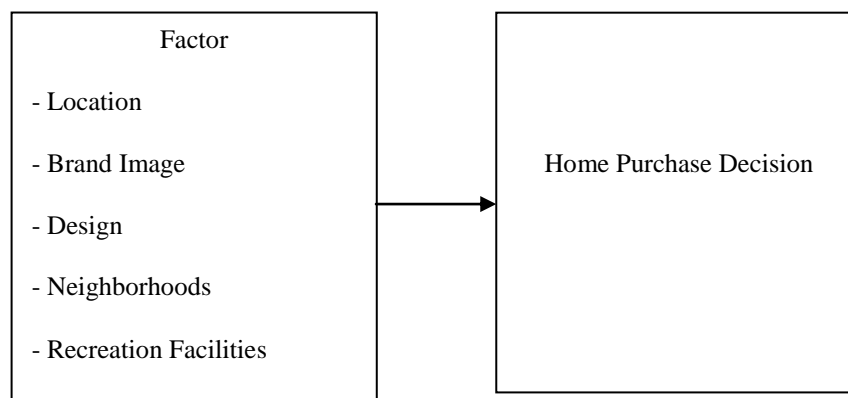 Factor
- Location
- Brand Image
- Design
- Neighborhoods
- Recreation Facilities
Home Purchase Decision